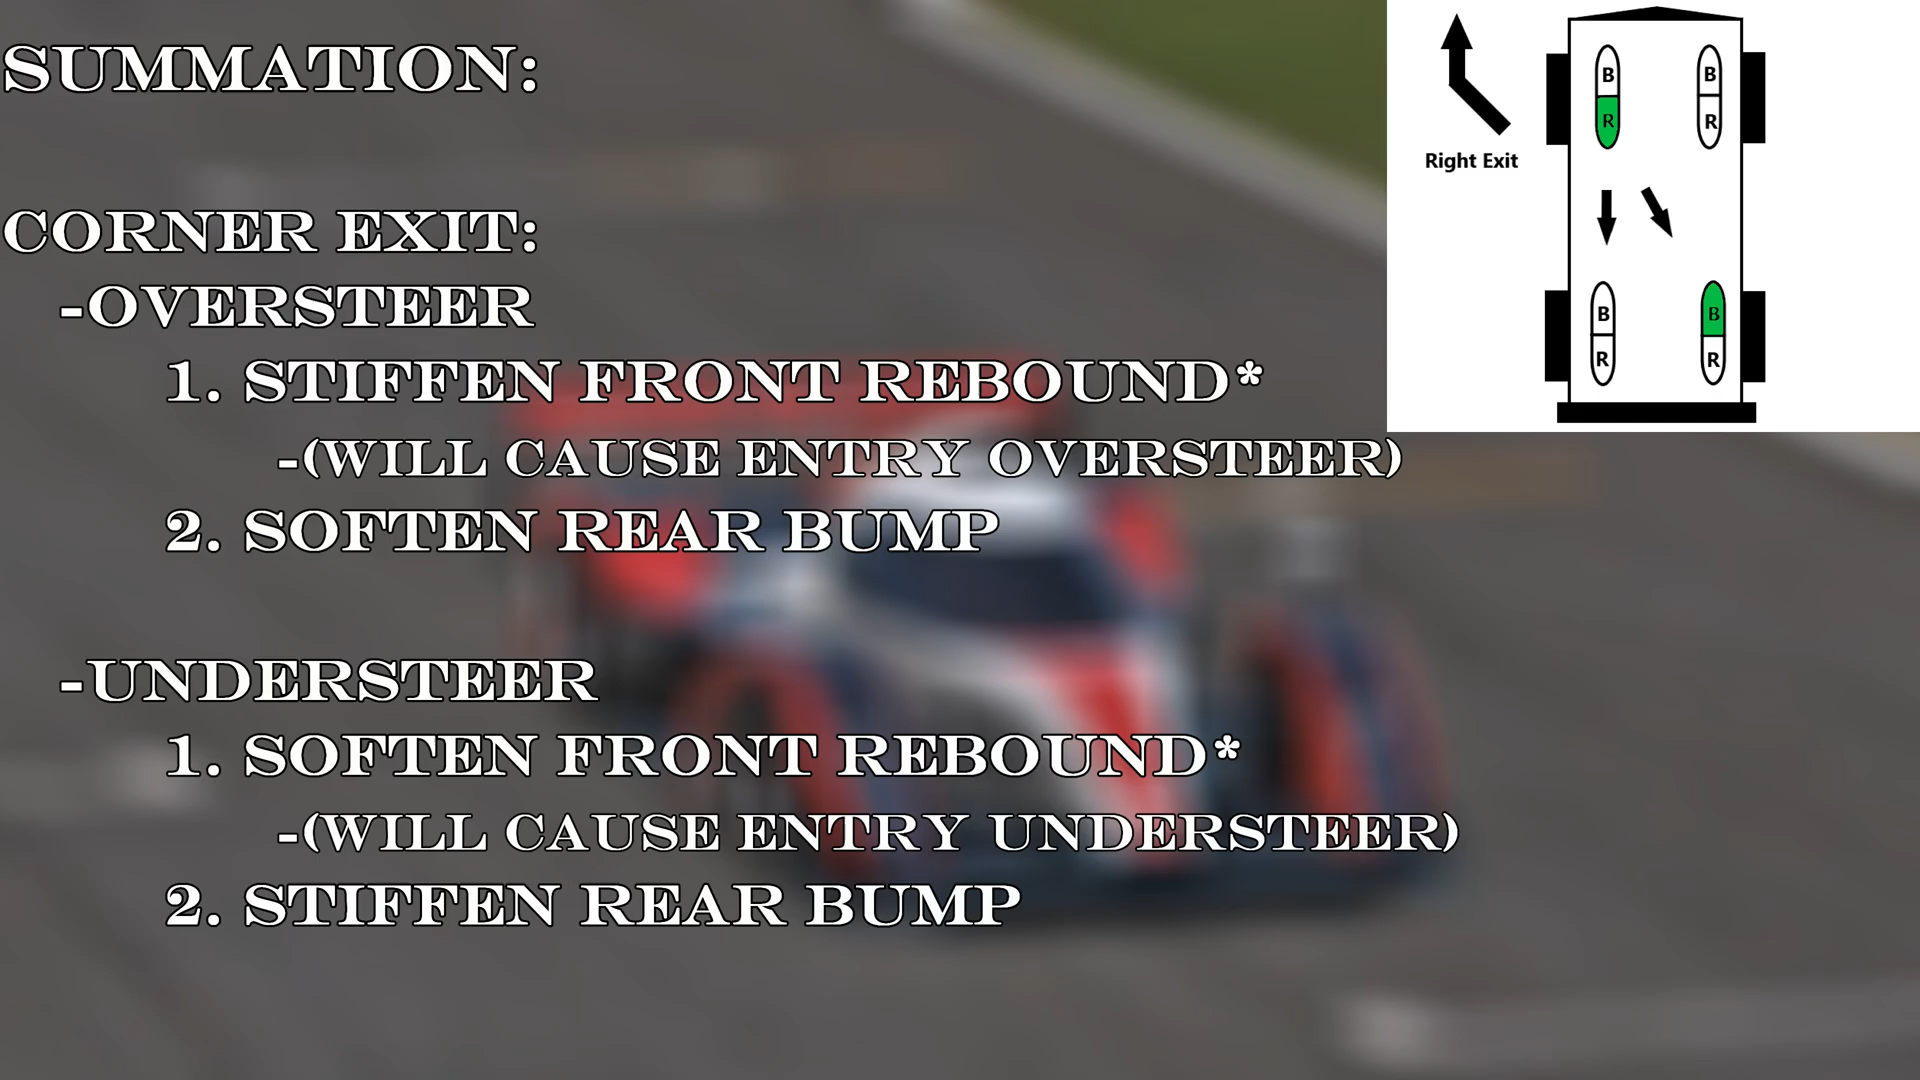 SUMMATION:
CORNER EXIT:
-OVERSTEER
1. STIFFEN FRONT REBOUND*
-(WILL CAUSE ENTRY OVERSTEER)
2. SOFTEN REAR BUMP
-UNDERSTEER
1. SOFTEN FRONT REBOUND*
-(WILL CAUSE ENTRY UNDERSTEER)
2. STIFFEN REAR BUMP
Right Exit
B
R
B
R
B
R
B
R